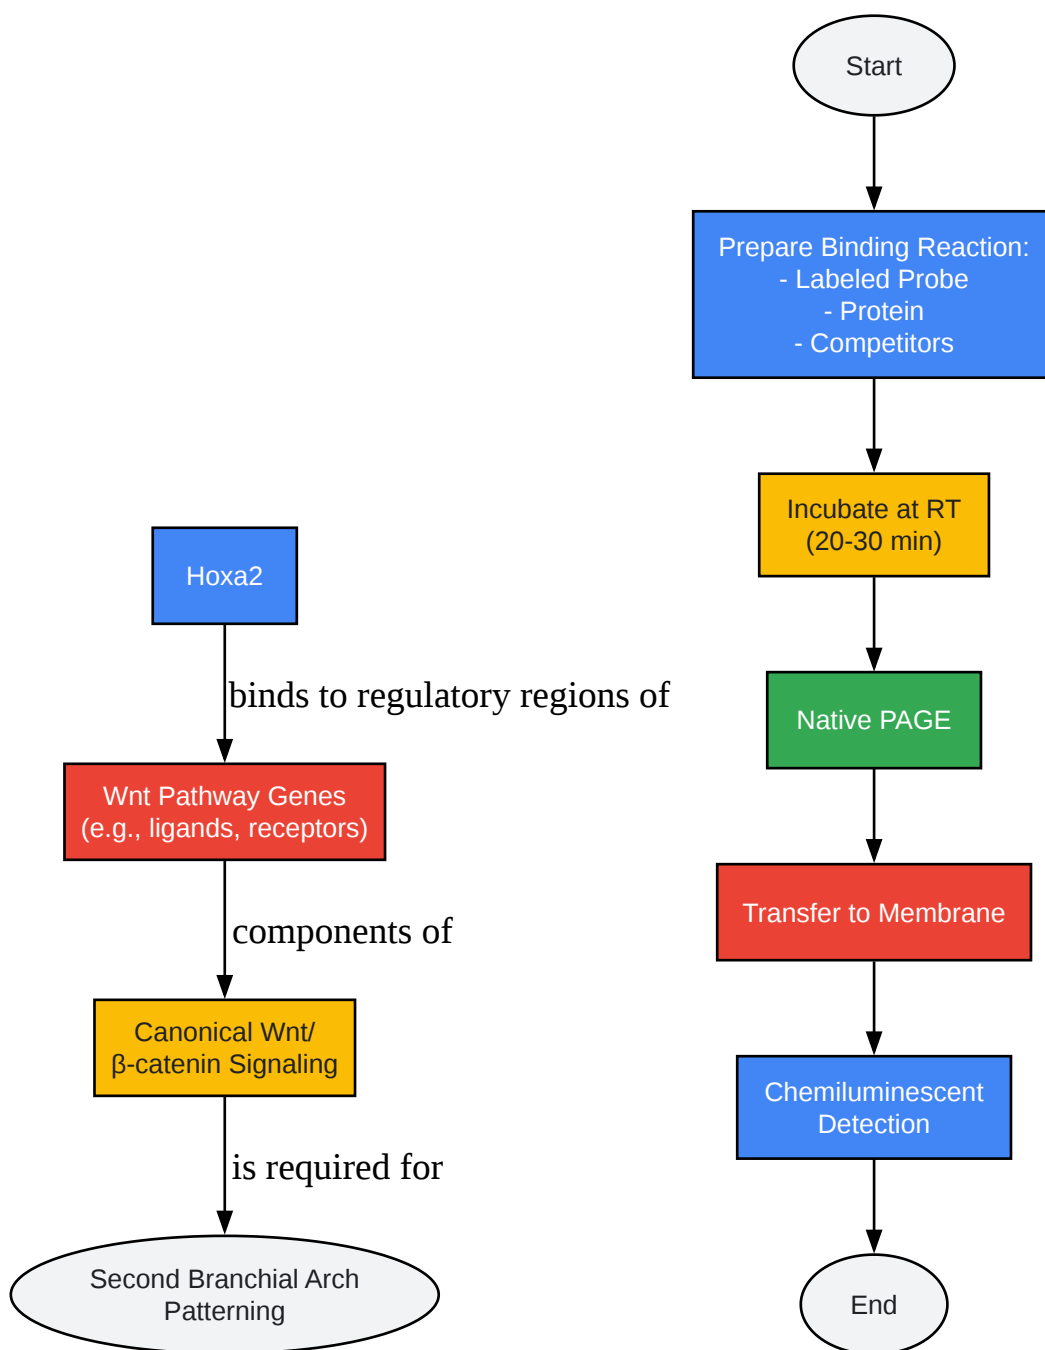 Hoxa2
binds to regulatory regions of
Wnt Pathway Genes
(e.g., ligands, receptors)
components of
Canonical Wnt/
β-catenin Signaling
is required for
Second Branchial Arch
Patterning
Start
Prepare Binding Reaction:
- Labeled Probe
- Protein
- Competitors
Incubate at RT
(20-30 min)
Native PAGE
Transfer to Membrane
Chemiluminescent
Detection
End